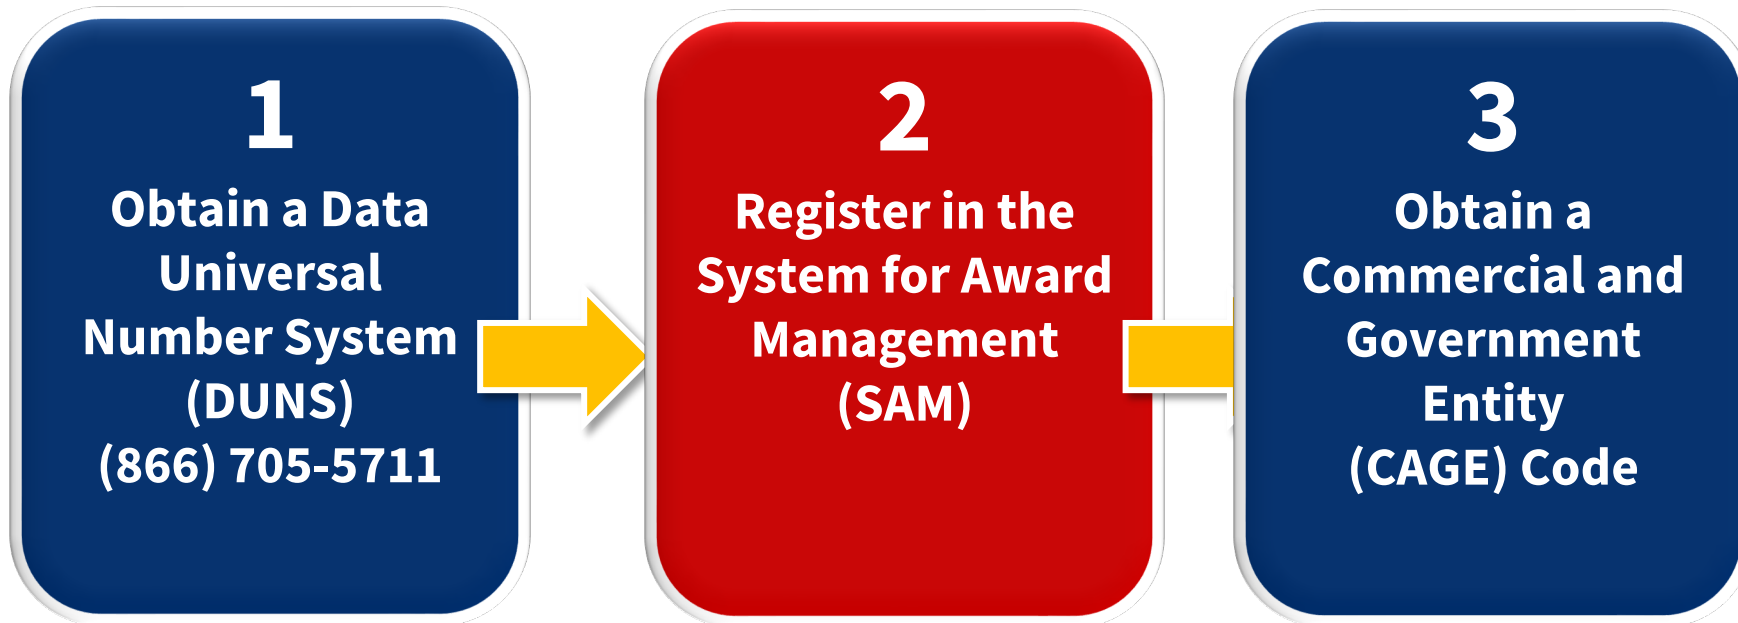 1
Obtain a Data
Universal
Number System
(DUNS)
(866) 705-5711
2
Register in the
System for Award
Management
(SAM)
3
Obtain a
Commercial and
Government
Entity
(CAGE) Code